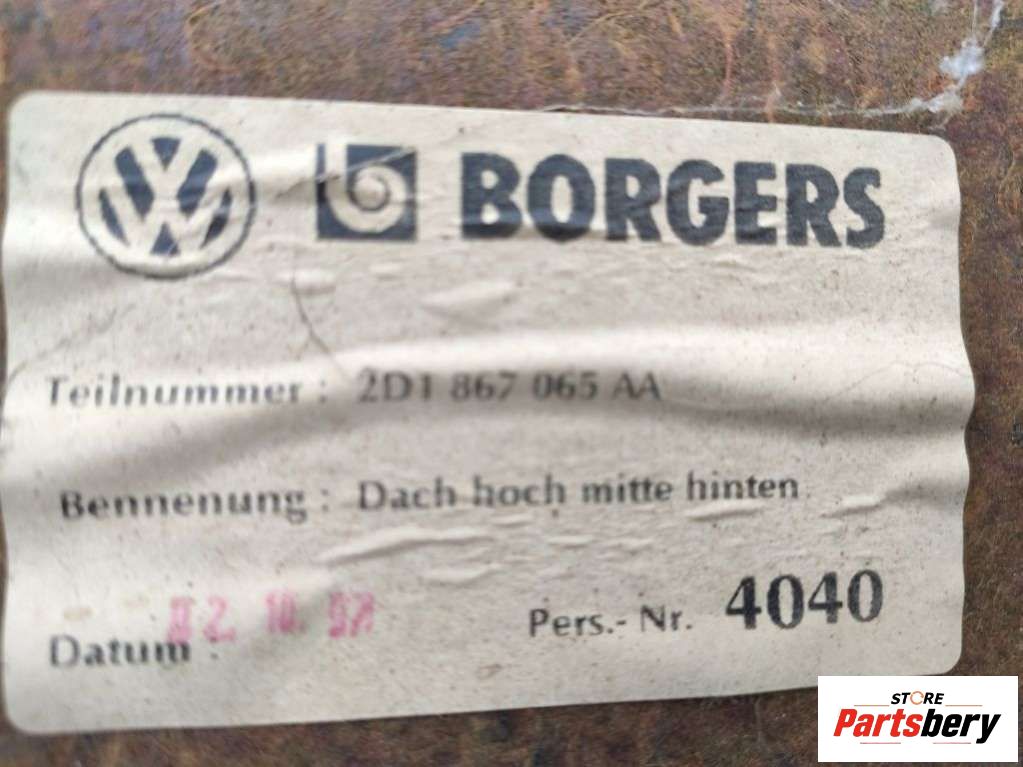 BORGERS
Teilnummer : 2D1 867 065 AA
Bennenung : Dach hoch mitte hinten
Datum :
Pers.- Nr. 4040
STORE
Partsbery